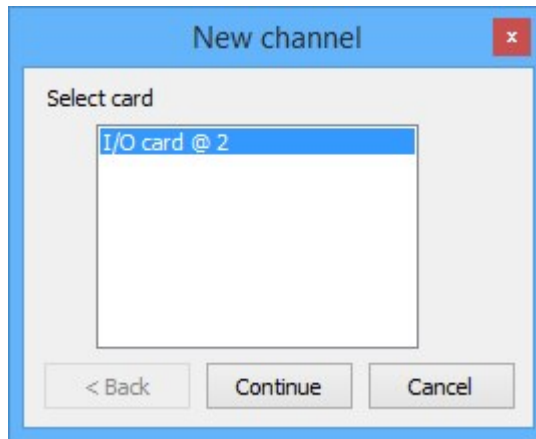 New channel
x
Select card
I/O card @ 2
< Back
Continue
Cancel